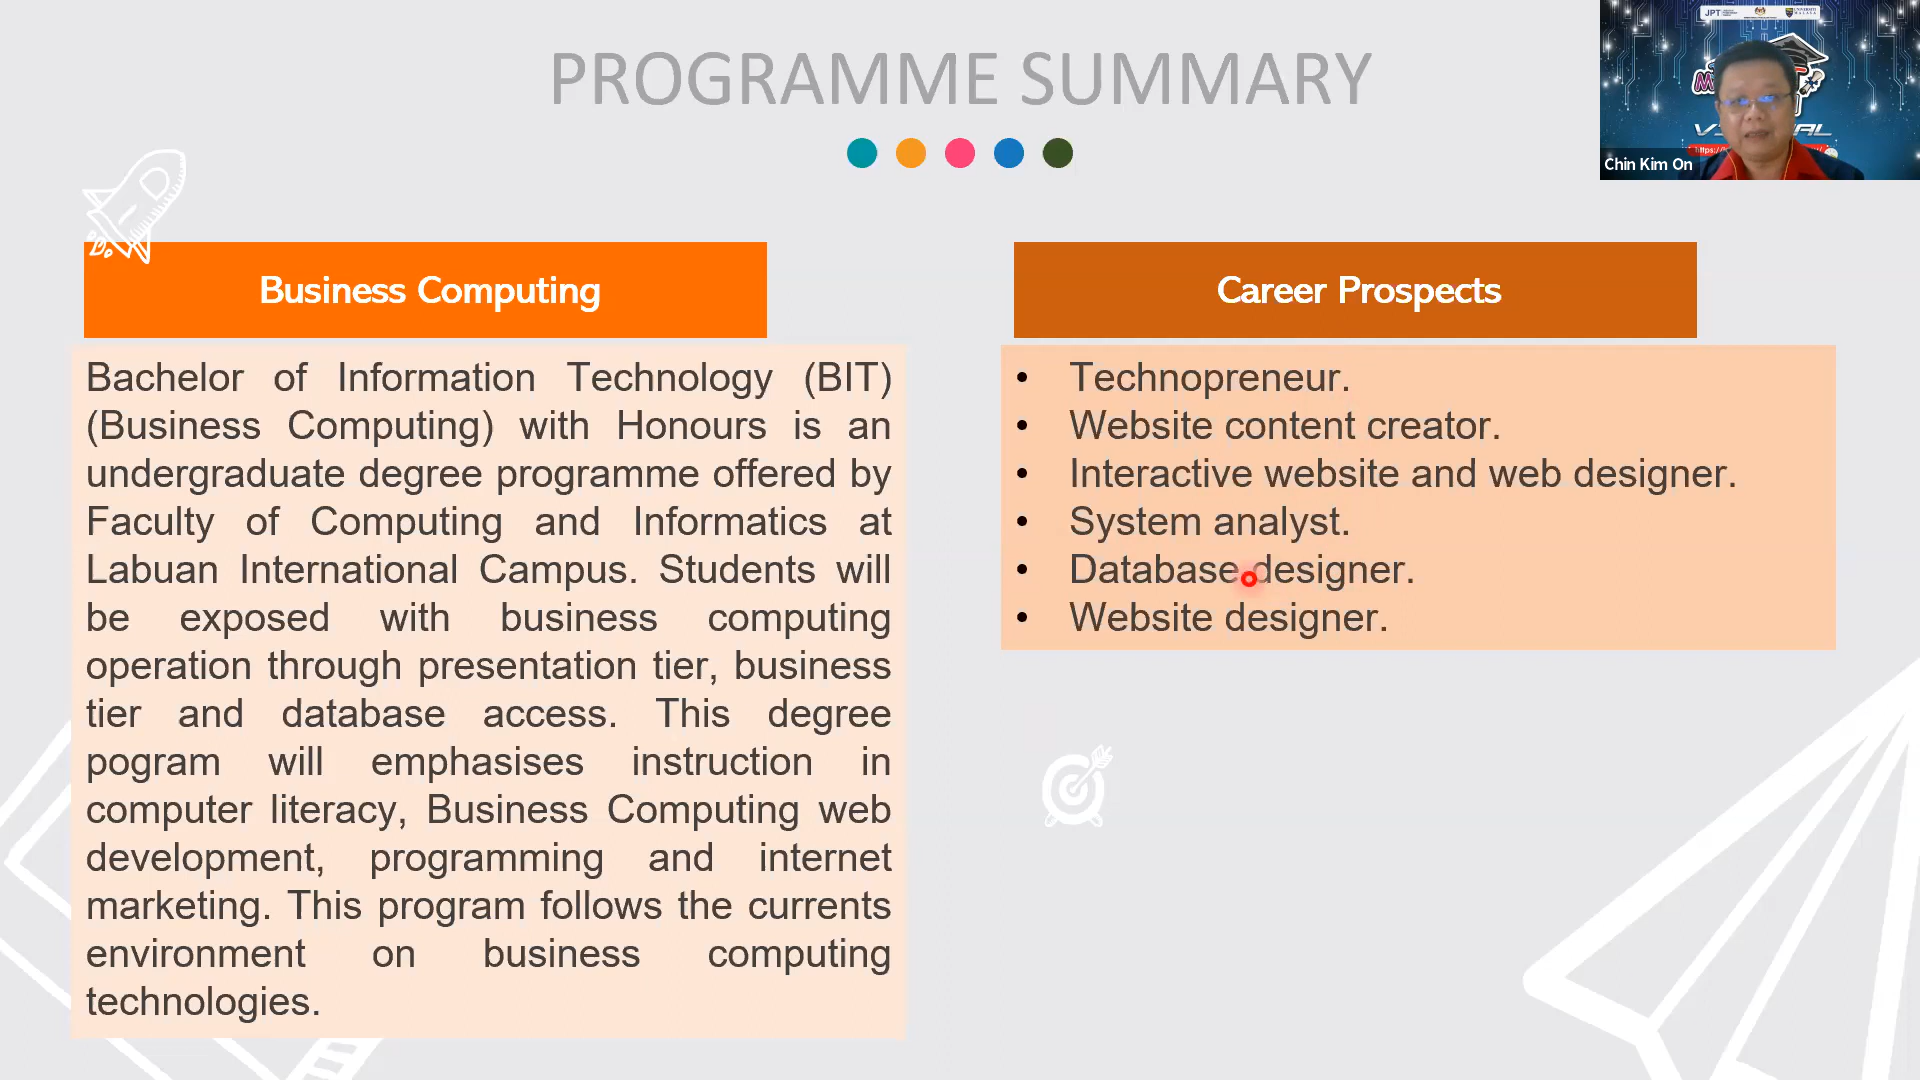 PROGRAMME SUMMARY
JPT
Chin Kim On
Business Computing
Bachelor of Information Technology (BIT)
(Business Computing) with Honours is an
undergraduate degree programme offered by
Faculty of Computing and Informatics at
Labuan International Campus. Students will
be exposed with business computing
operation through presentation tier, business
tier and database access. This degree
pogram will emphasises instruction in
computer literacy, Business Computing web
development, programming and internet
marketing. This program follows the currents
environment on business computing
technologies.
Career Prospects
• Technopreneur.
• Website content creator.
• Interactive website and web designer.
• System analyst.
• Database designer.
• Website designer.